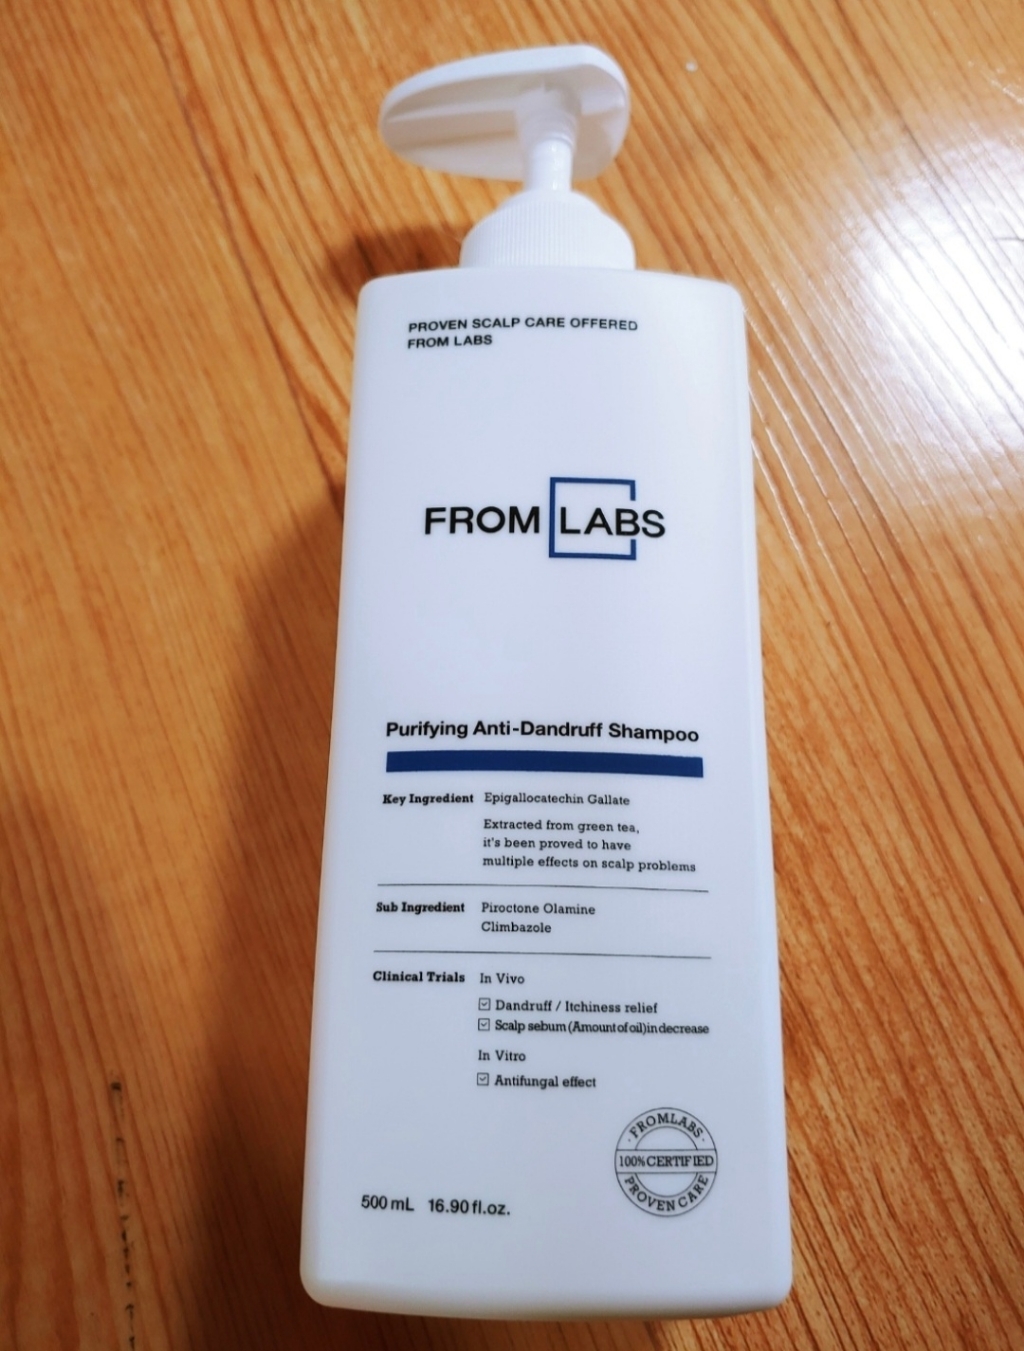 PROVEN SCALP CARE OFFERED
FROM LABS
FROM LABS
Purifying Anti-Dandruff Shampoo
Key Ingredient Epigallocatechin Gallate
Extracted from green tea,
it's been proved to have
multiple effects on scalp problems
Sub Ingredient Piroctone Olamine
Climbazole
Clinical Trials In Vivo
Dandruff / Itchiness relief
Scalp sebum (Amount of oil) in decrease
In Vitro
Antifungal effect
· FROMLABS ·
100% CERTIFIED
PROVEN CARE
500 mL 16.90 fl.oz.